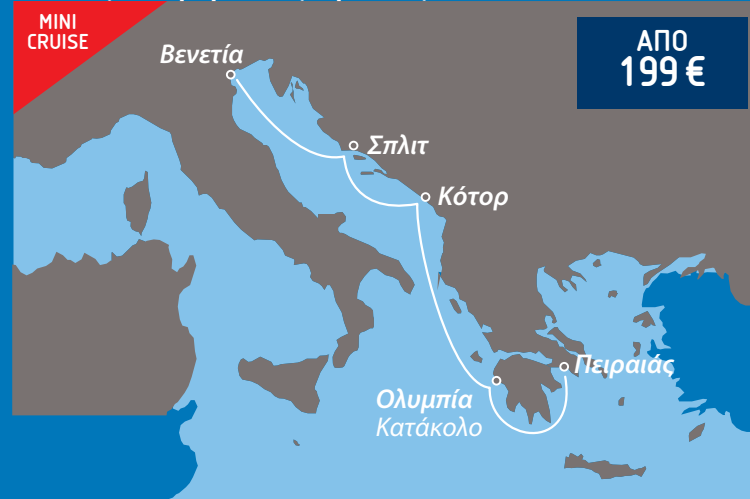 MINI
CRUISE
ΑΠΟ
199 €
Βενετία
Σπλιτ
Κότορ
Πειραιάς
Ολυμπία
Κατάκολο